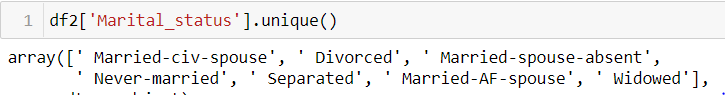 1 df2['Marital_status'].unique()
array([' Married-civ-spouse', ' Divorced', ' Married-spouse-absent',
' Never-married', ' Separated', ' Married-AF-spouse', ' Widowed'],